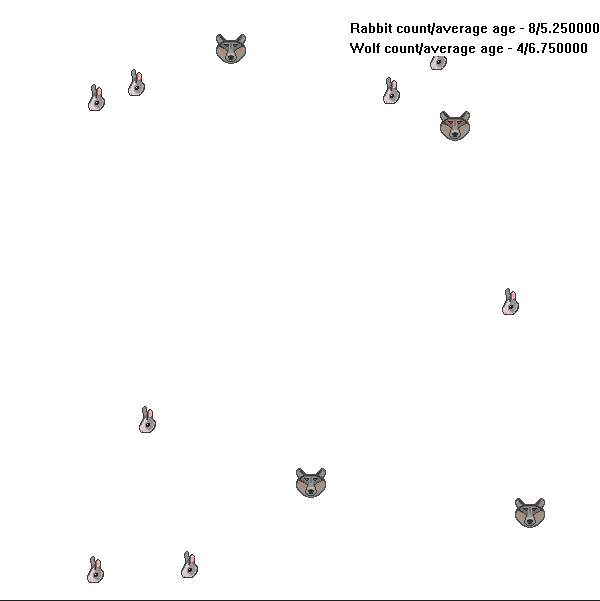 Rabbit count/average age - 8/5.250000
Wolf count/average age - 4/6.750000